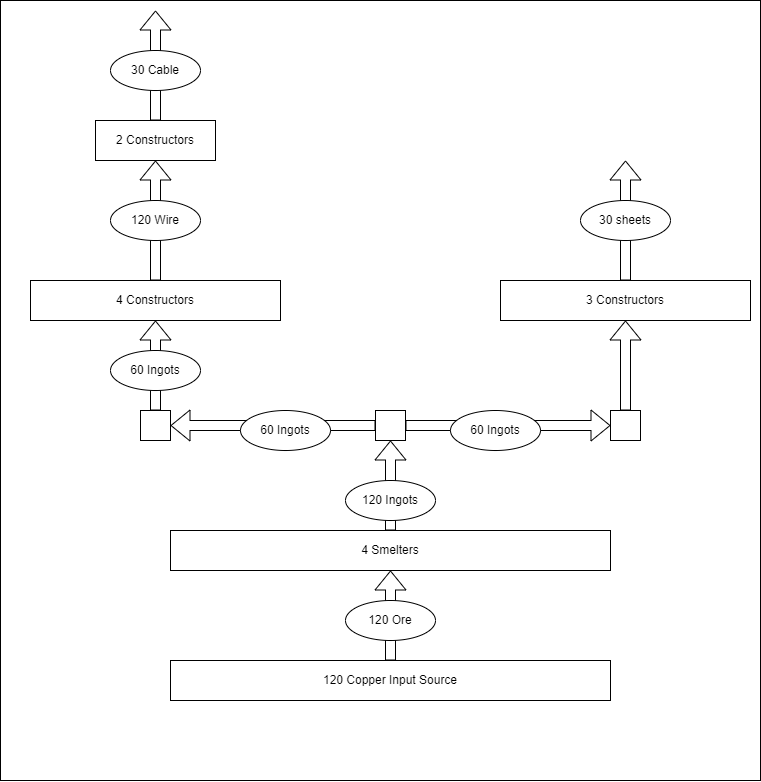 30 Cable
2 Constructors
120 Wire
30 sheets
4 Constructors
3 Constructors
60 Ingots
60 Ingots
60 Ingots
120 Ingots
4 Smelters
120 Ore
120 Copper Input Source